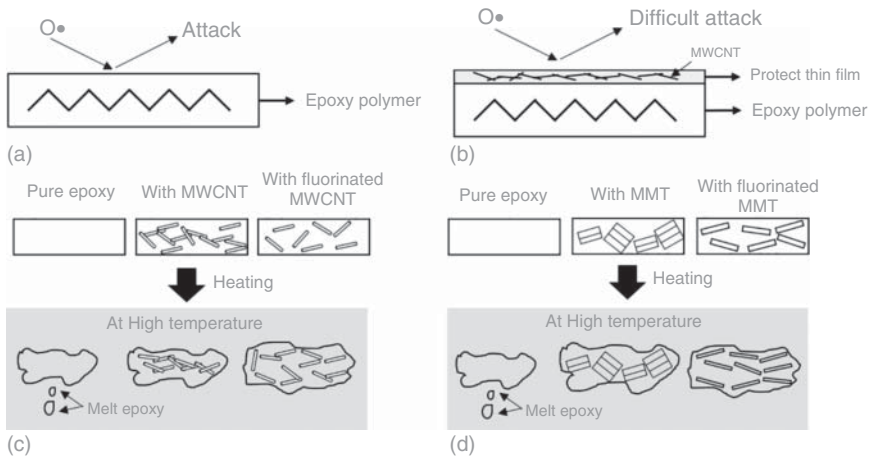 O•
Attack
Epoxy polymer
(a)
O•
Difficult attack
MWCNT
Protect thin film
Epoxy polymer
(b)
Pure epoxy
With MWCNT
With fluorinated
MWCNT
Heating
At High temperature
Melt epoxy
(c)
Pure epoxy
With MMT
With fluorinated
MMT
Heating
At High temperature
Melt epoxy
(d)